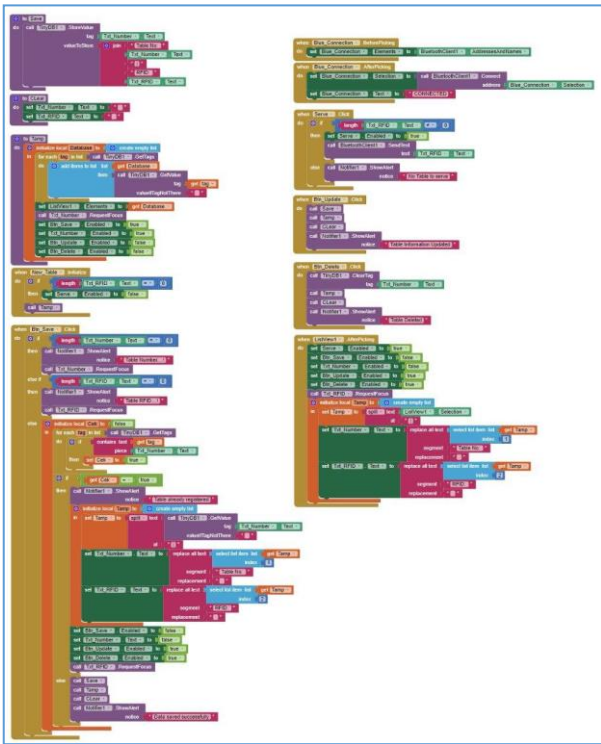 to Save
do call TinyDB1 .StoreValue
tag Txt_Number . Text
valueToStore join " Table No: "
Txt_Number . Text
" RFID: "
Txt_RFID . Text
to CLear
do set Txt_Number . Text to " "
set Txt_RFID . Text to " "
to Temp
do initialize local Database to create empty list
in for each tag in list call TinyDB1 .GetTags
do add items to list list get Database
item call TinyDB1 .GetValue
tag get tag
valueIfTagNotThere " "
set ListView1 . Elements to get Database
call Txt_Number .RequestFocus
set Btn_Save . Enabled to true
set Txt_Number . Enabled to true
set Btn_Update . Enabled to false
set Btn_Delete . Enabled to false
when New_Table .Initialize
do if length Txt_RFID . Text = 0
then set Serve . Enabled to false
call Temp
when Btn_Save .Click
do if length Txt_Number . Text = 0
then call Notifier1 .ShowAlert
notice " Table Number...! "
call Txt_Number .RequestFocus
else if length Txt_RFID . Text = 0
then call Notifier1 .ShowAlert
notice " Table RFID...! "
call Txt_RFID .RequestFocus
else initialize local Cek to false
in for each tag in list call TinyDB1 .GetTags
do if contains text get tag
piece Txt_Number . Text
then set Cek to true
if get Cek = true
then call Notifier1 .ShowAlert
notice " Table already registered "
initialize local Temp to create empty list
in set Temp to split text call TinyDB1 .GetValue
tag Txt_Number . Text
valueIfTagNotThere " "
at
set Txt_Number . Text to replace all text select list item list get Temp
index 1
segment " Table No: "
replacement " "
set Txt_RFID . Text to replace all text select list item list get Temp
index 2
segment " RFID: "
replacement " "
set Btn_Save . Enabled to false
set Txt_Number . Text to false
set Btn_Update . Enabled to true
set Btn_Delete . Enabled to true
call Txt_RFID .RequestFocus
else call Save
call Temp
call CLear
call Notifier1 .ShowAlert
notice " Data saved successfully "
when Blue_Connection .BeforePicking
do set Blue_Connection . Elements to BluetoothClient1 . AddressesAndNames
when Blue_Connection .AfterPicking
do set Blue_Connection . Selection to call BluetoothClient1 .Connect
address Blue_Connection . Selection
set Blue_Connection . Text to " CONNECTED "
when Serve .Click
do if length Txt_RFID . Text 0
then set Serve . Enabled to true
call BluetoothClient1 .SendText
text Txt_RFID . Text
else call Notifier1 .ShowAlert
notice " No Table to serve "
when Btn_Update .Click
do call Save
call Temp
call CLear
call Notifier1 .ShowAlert
notice " Table Information Updated "
when Btn_Delete .Click
do call TinyDB1 .ClearTag
tag Txt_Number . Text
call Temp
call CLear
call Notifier1 .ShowAlert
notice " Table Deleted "
when ListView1 .AfterPicking
do set Serve . Enabled to true
set Btn_Save . Enabled to false
set Txt_Number . Enabled to false
set Btn_Update . Enabled to true
set Btn_Delete . Enabled to true
call Txt_RFID .RequestFocus
initialize local Temp to create empty list
in set Temp to split text ListView1 . Selection
at
set Txt_Number . Text to replace all text select list item list get Temp
index 1
segment " Table No: "
replacement " "
set Txt_RFID . Text to replace all text select list item list get Temp
index 2
segment " RFID: "
replacement " "